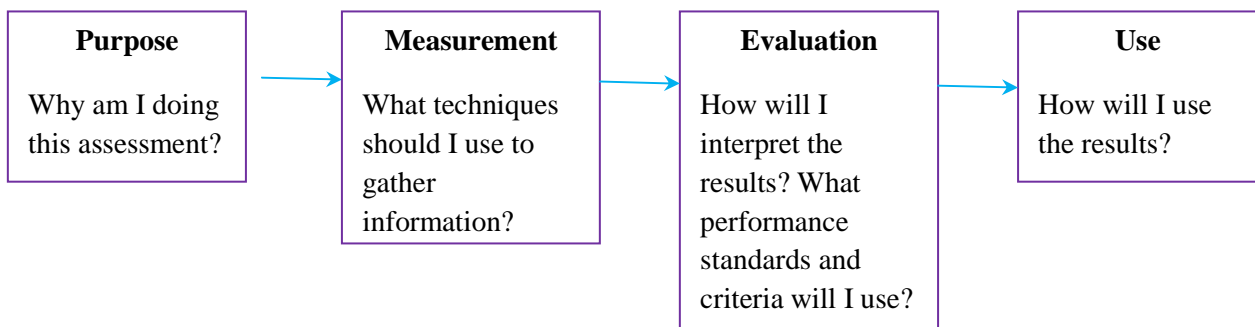 Purpose
Why am I doing
this assessment?
Measurement
What techniques
should I use to
gather
information?
Evaluation
How will I
interpret the
results? What
performance
standards and
criteria will I use?
Use
How will I use
the results?